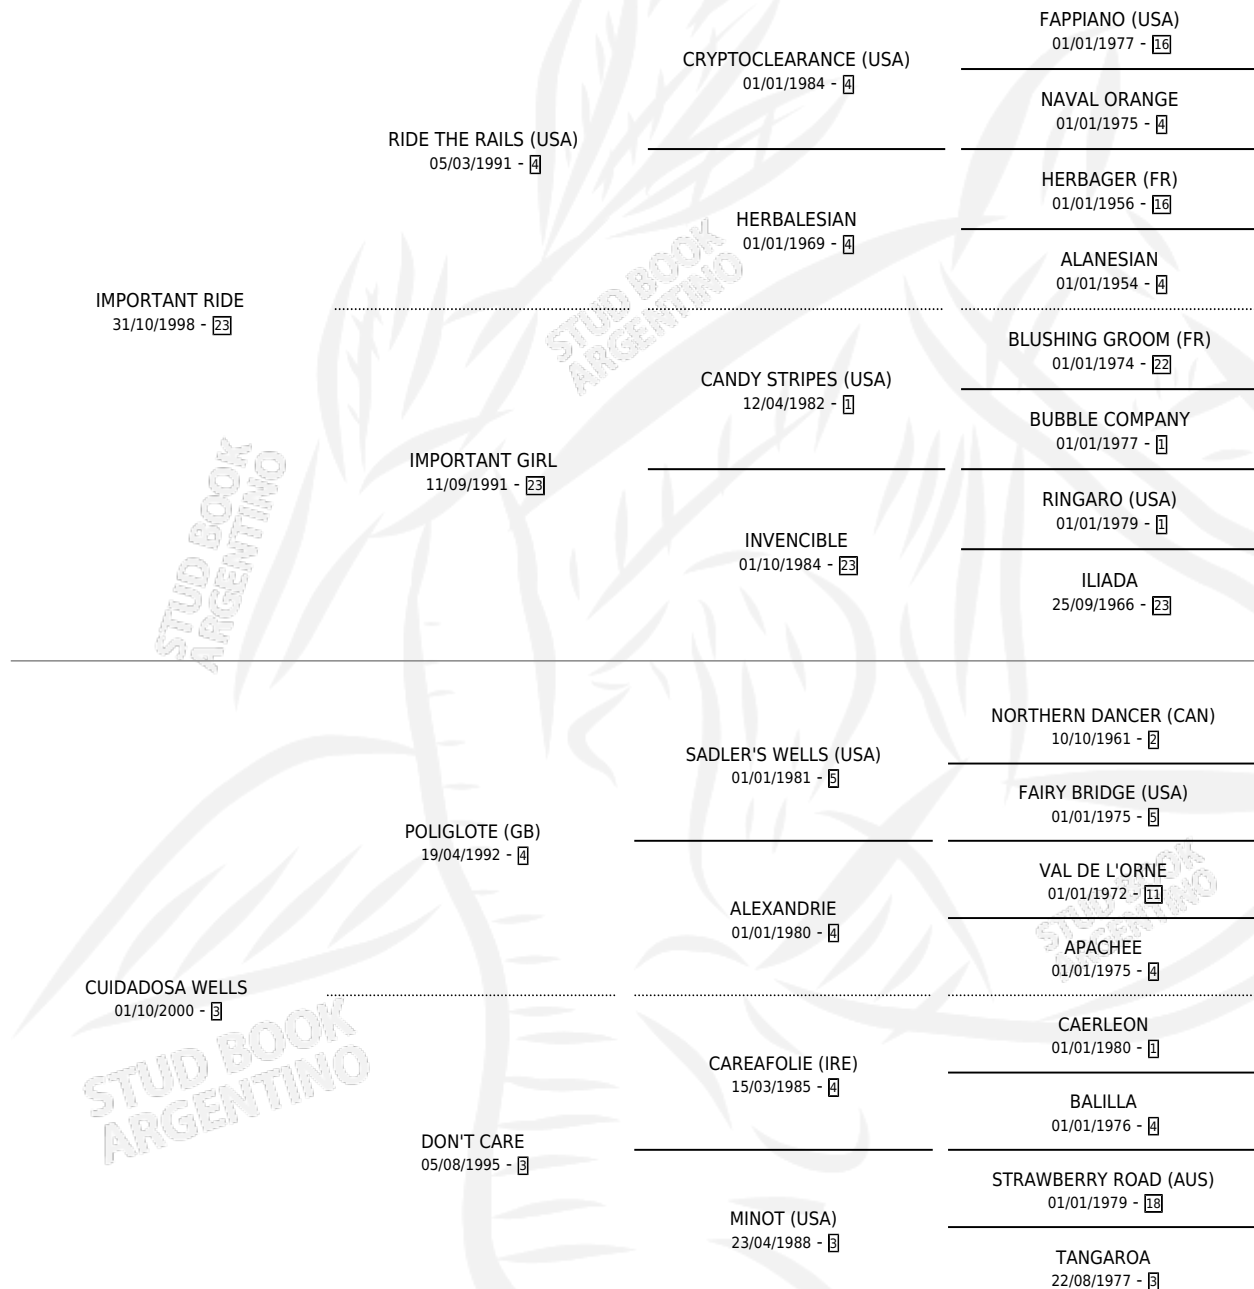 FAPPIANO (USA)
01/01/1977 - 16
CRYPTOCLEARANCE (USA)
01/01/1984 - 4
NAVAL ORANGE
01/01/1975 - 4
RIDE THE RAILS (USA)
05/03/1991 - 4
HERBAGER (FR)
01/01/1956 - 16
HERBALESIAN
01/01/1969 - 4
ALANESIAN
01/01/1954 - 4
IMPORTANT RIDE
31/10/1998 - 23
BLUSHING GROOM (FR)
01/01/1974 - 22
CANDY STRIPES (USA)
12/04/1982 - 1
BUBBLE COMPANY
01/01/1977 - 1
IMPORTANT GIRL
11/09/1991 - 23
RINGARO (USA)
01/01/1979 - 1
INVENCIBLE
01/10/1984 - 23
ILIADA
25/09/1966 - 23
NORTHERN DANCER (CAN)
10/10/1961 - 2
SADLER'S WELLS (USA)
01/01/1981 - 5
FAIRY BRIDGE (USA)
01/01/1975 - 5
POLIGLOTE (GB)
19/04/1992 - 4
VAL DE L'ORNE
01/01/1972 - 11
ALEXANDRIE
01/01/1980 - 4
APACHEE
01/01/1975 - 4
CUIDADOSA WELLS
01/10/2000 - 3
CAERLEON
01/01/1980 - 1
CAREAFOLIE (IRE)
15/03/1985 - 4
BALILLA
01/01/1976 - 4
DON'T CARE
05/08/1995 - 3
STRAWBERRY ROAD (AUS)
01/01/1979 - 18
MINOT (USA)
23/04/1988 - 3
TANGAROA
22/08/1977 - 3
STUD BOOK
ARGENTINO
STUD BOOK
ARGENTINO
STUD BOOK
ARGENTINO
STUD BOOK
ARGENTINO